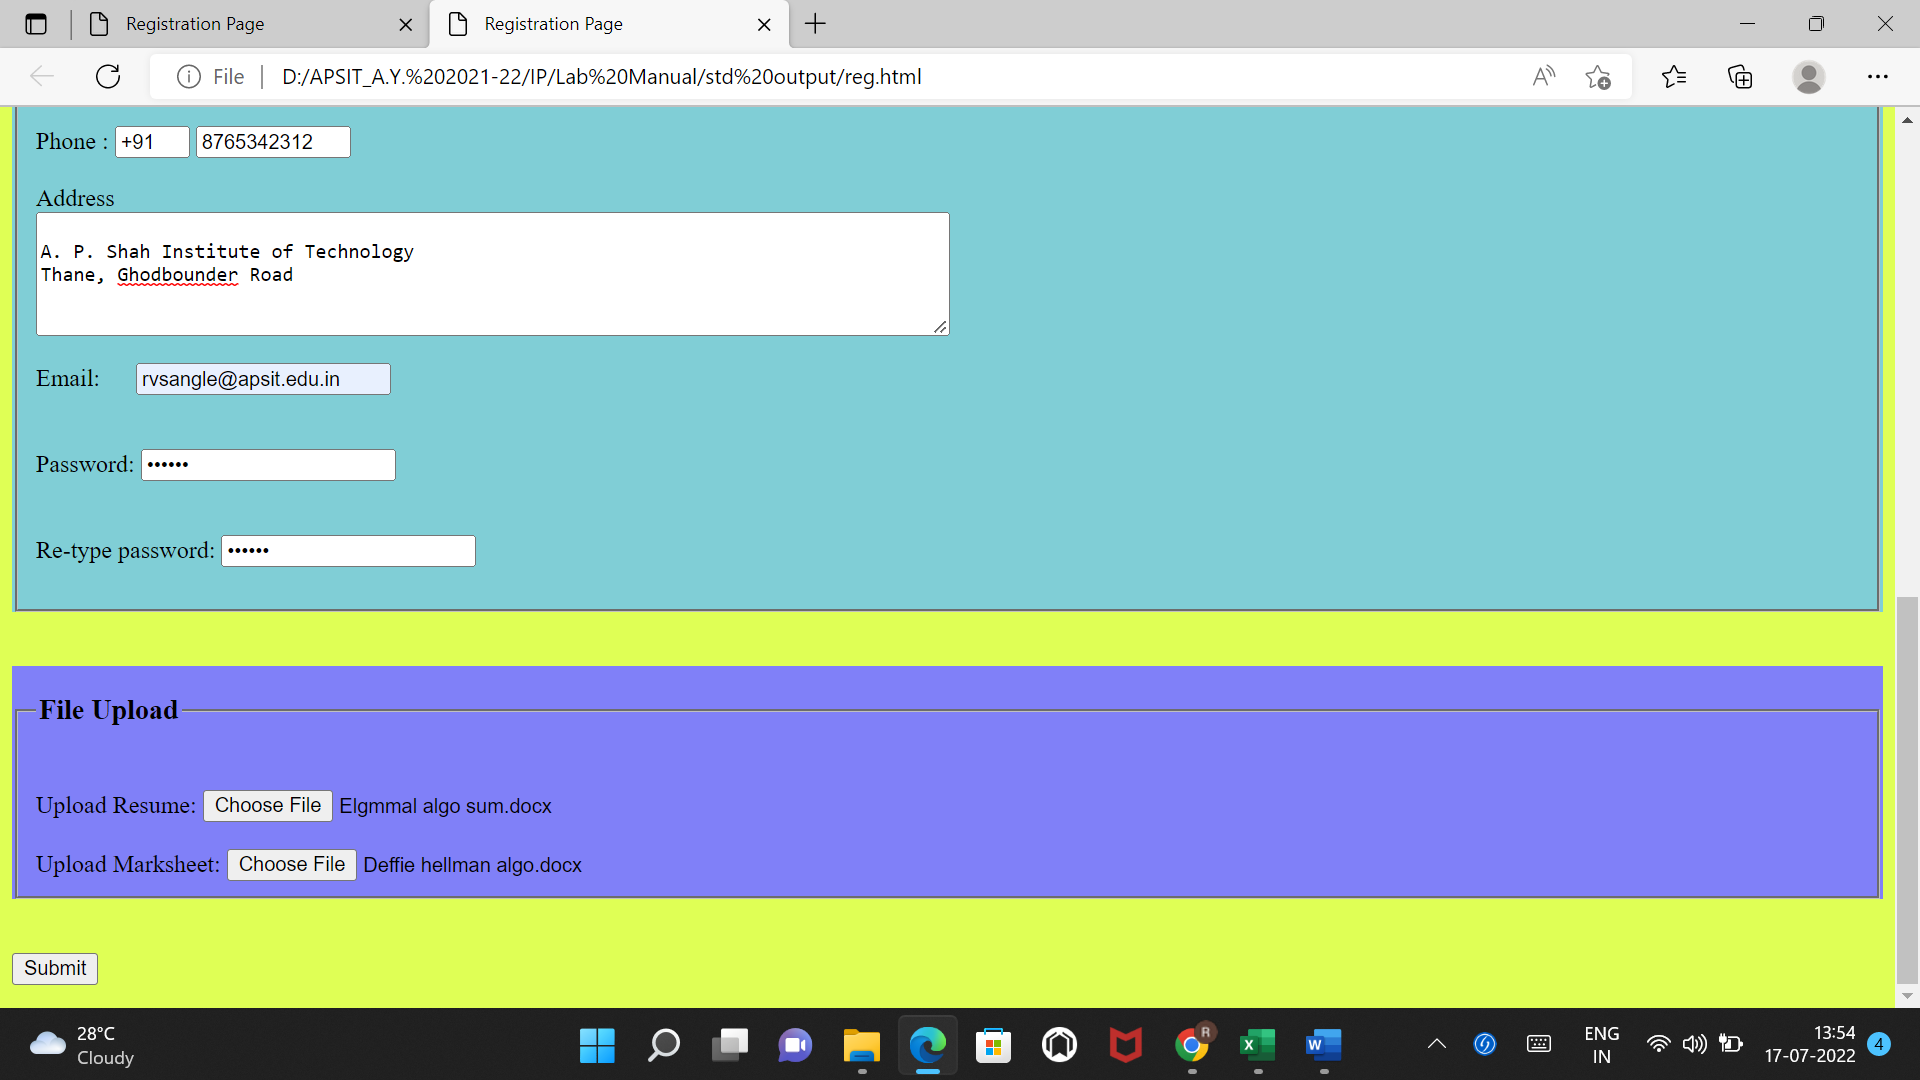 Registration Page
Registration Page
File
D:/APSIT_A.Y.%202021-22/IP/Lab%20Manual/std%20output/reg.html
Phone : +91 8765342312
Address
A. P. Shah Institute of Technology
Thane, Ghodbounder Road
Email: rvsangle@apsit.edu.in
Password: ••••••
Re-type password: ••••••
File Upload
Upload Resume: Choose File Elgmmal algo sum.docx
Upload Marksheet: Choose File Deffie hellman algo.docx
Submit
28°C
Cloudy
R
X
W
ENG
IN
13:54
17-07-2022
4